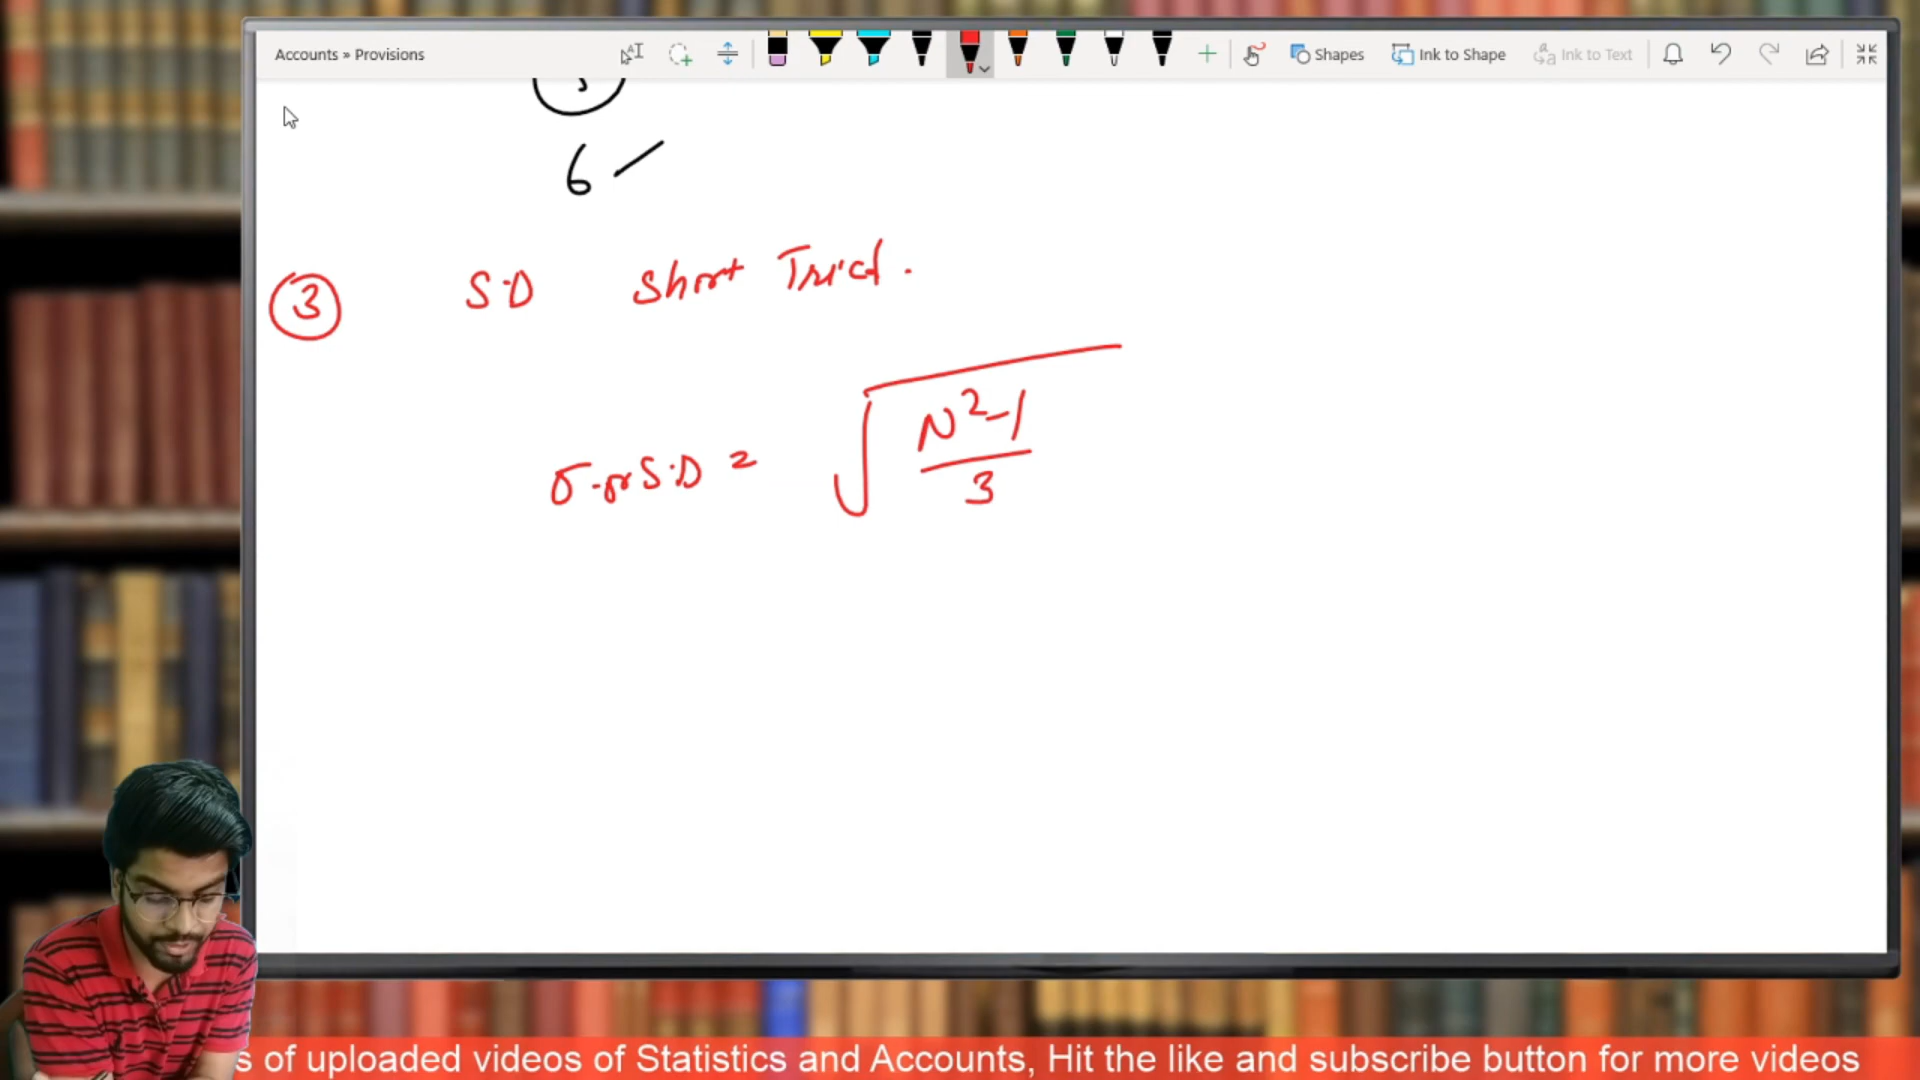 Accounts » Provisions
Shapes
Ink to Shape
Ink to Text
6
3
S.D Short Trick.
σ or S.D = √ N²-1
3
s of uploaded videos of Statistics and Accounts, Hit the like and subscribe button for more videos